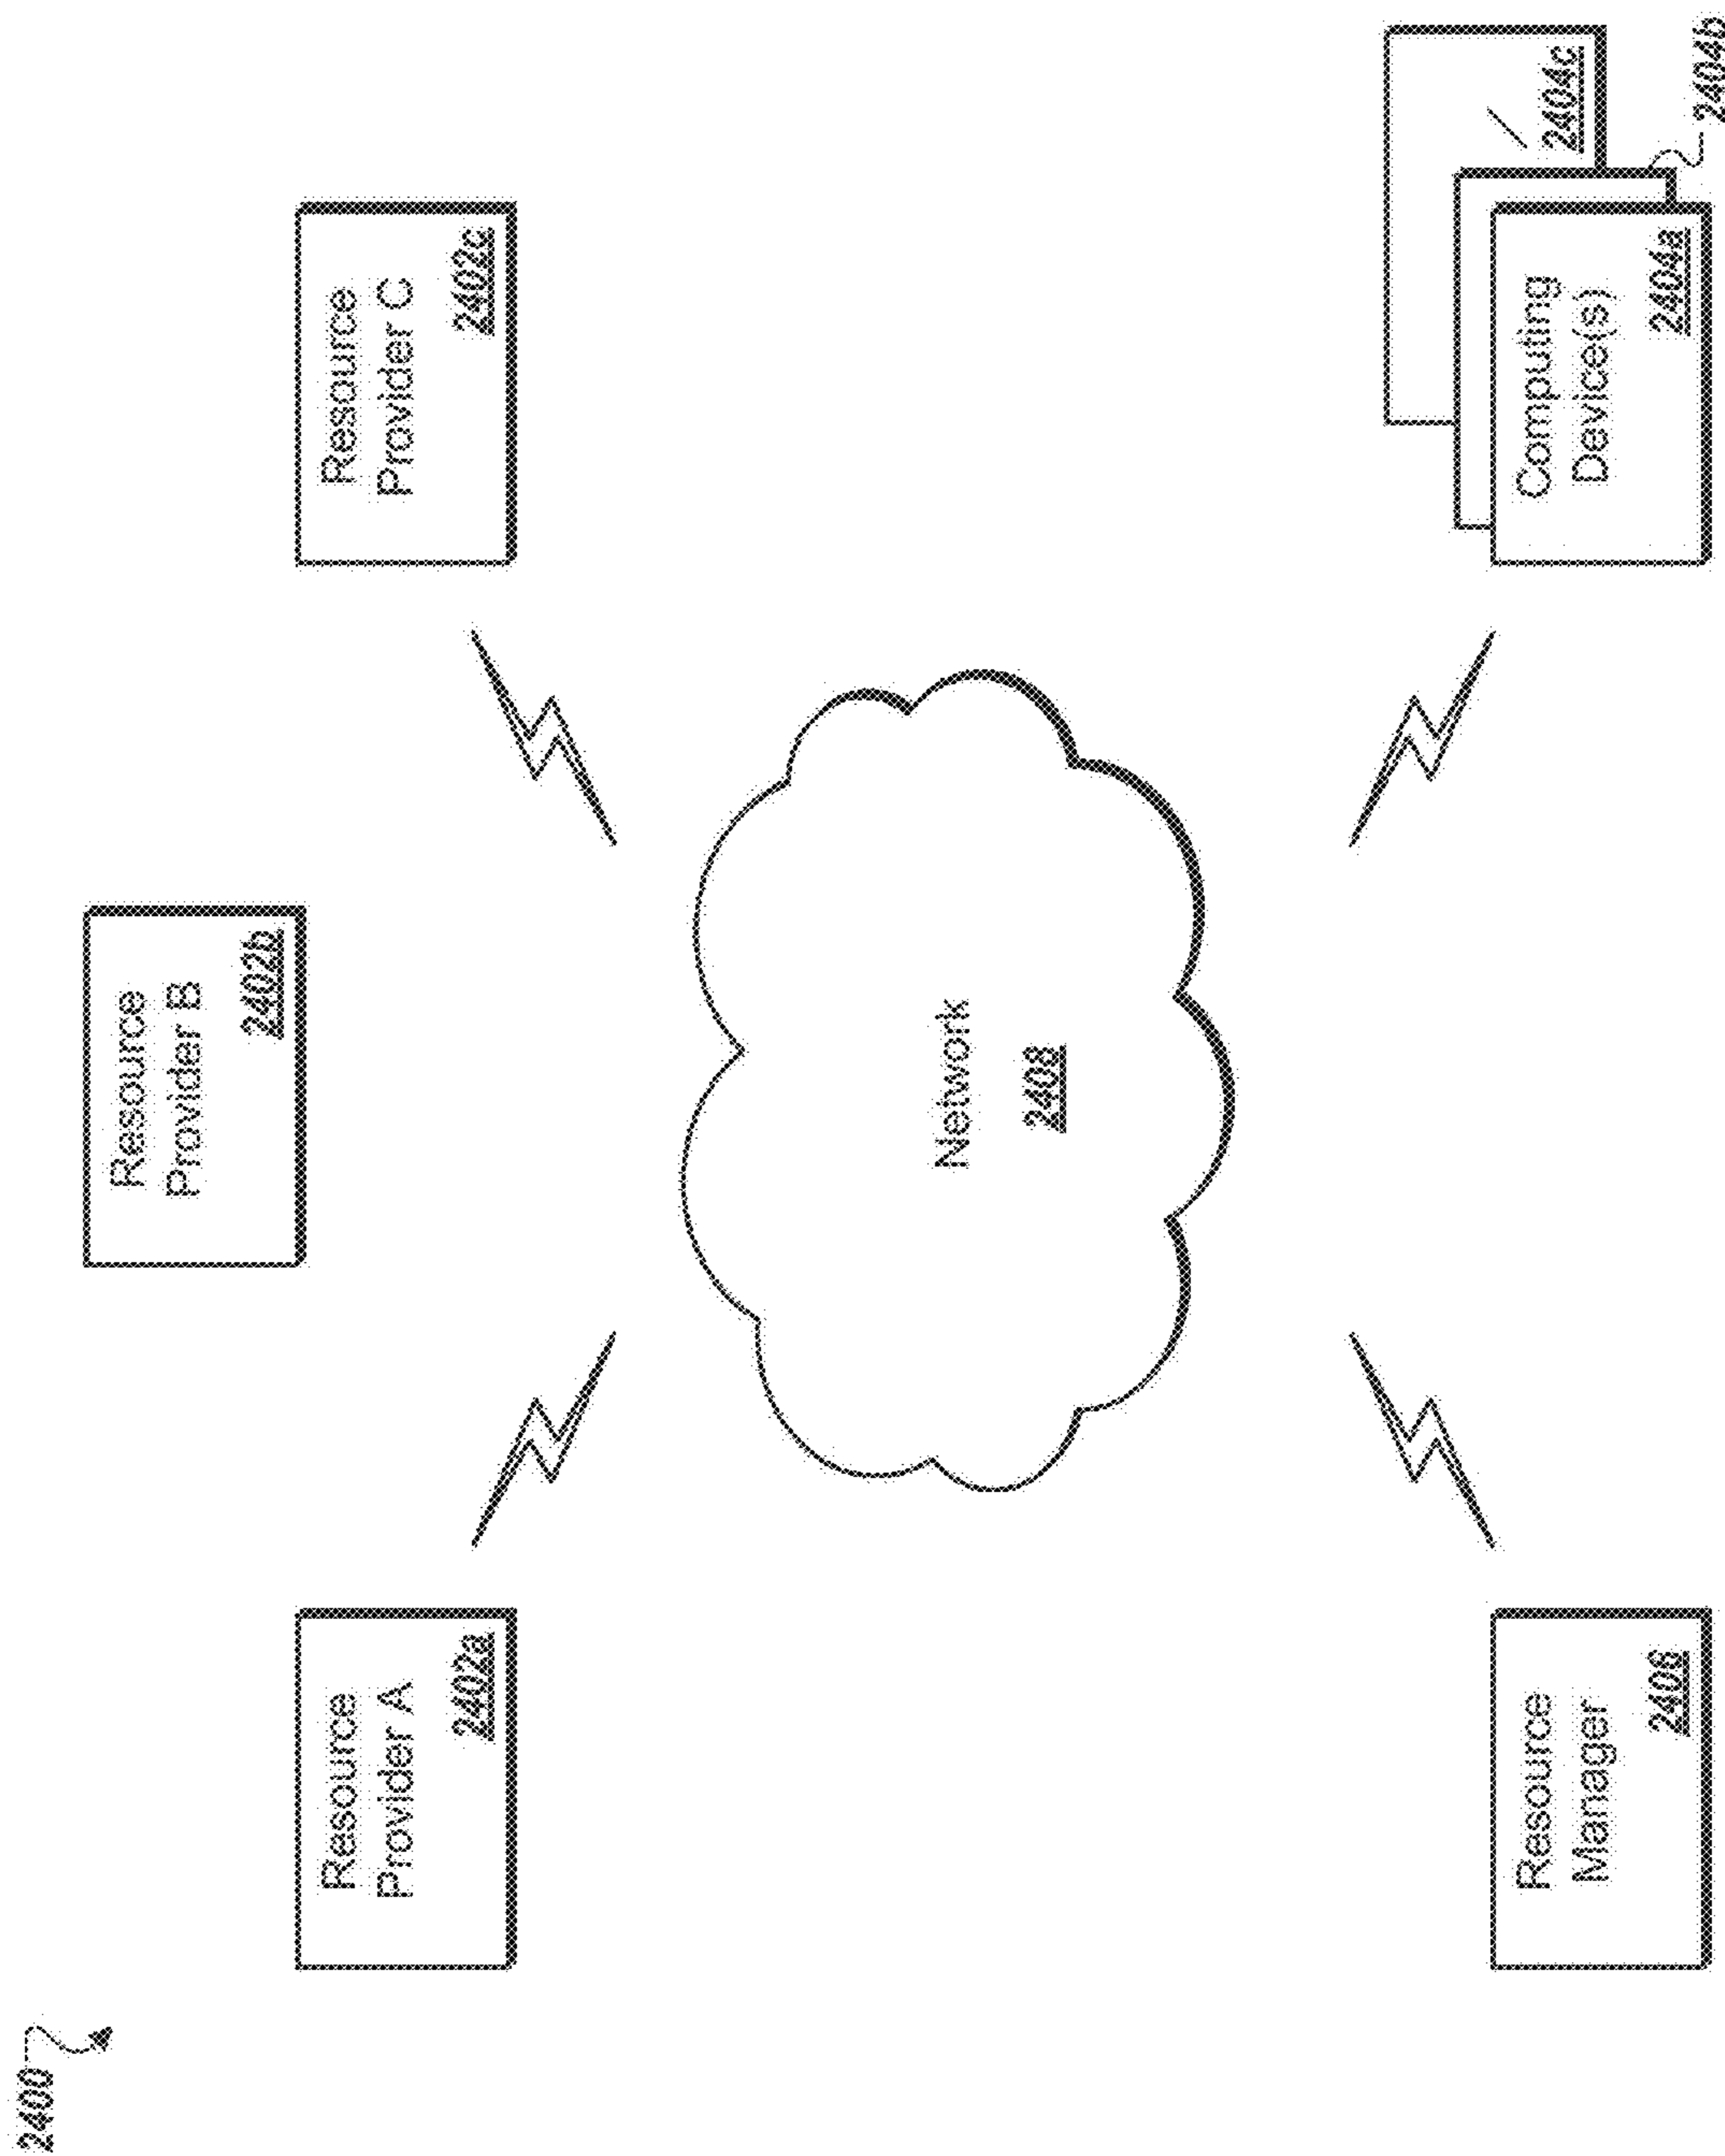 2400
Resource
Provider B
2402b
Resource
Provider A
2402a
Resource
Provider C
2402c
Network
2408
Resource
Manager
2406
Computing
Device(s)
2404a
2404b
2404c